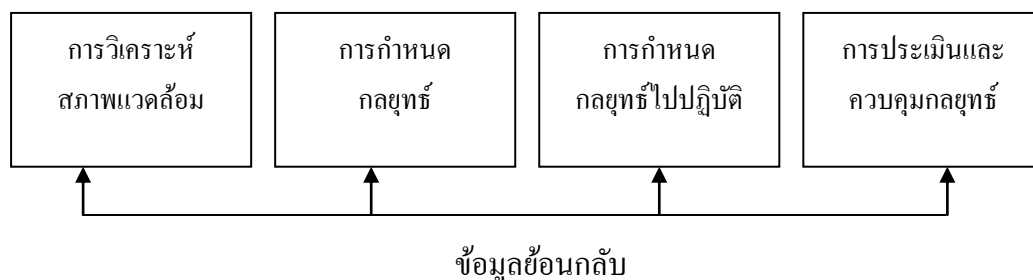 การวิเคราะห์
สภาพแวดล้อม
การกำหนด
กลยุทธ์
การกำหนด
กลยุทธ์ไปปฏิบัติ
การประเมินและ
ควบคุมกลยุทธ์
ข้อมูลย้อนกลับ